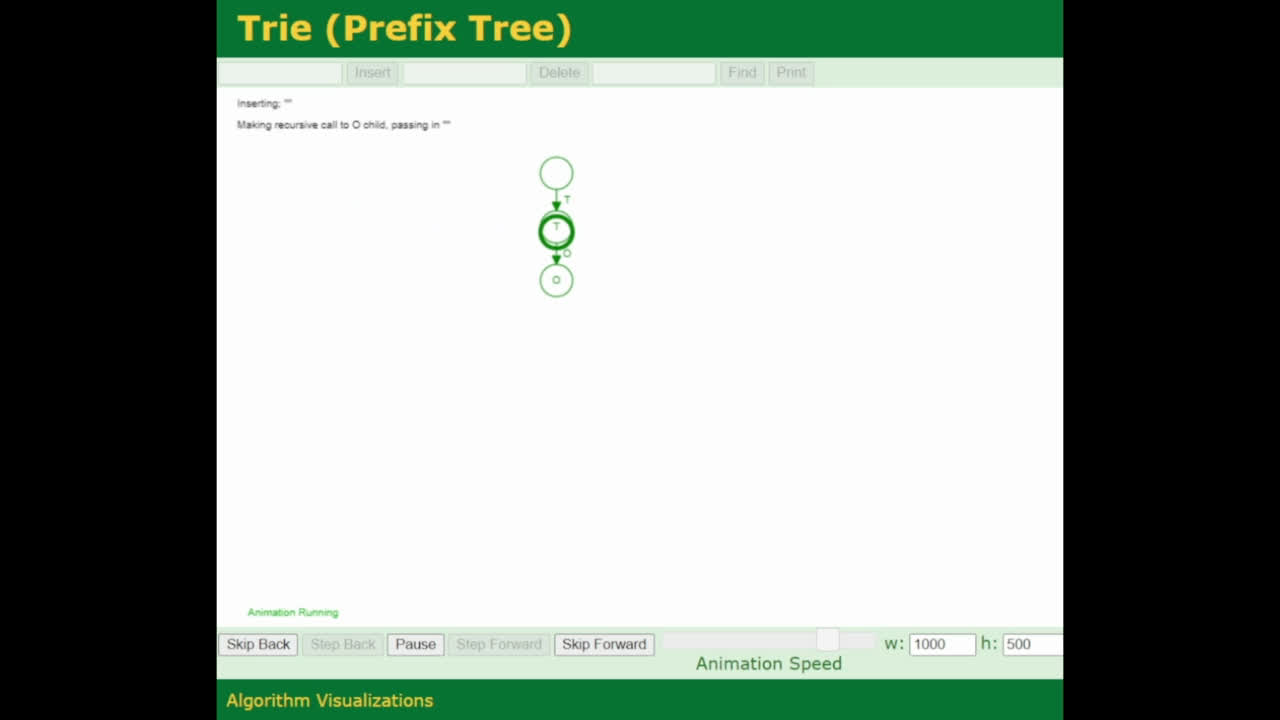 Trie (Prefix Tree)
Insert Delete Find Print
Inserting: ""
Making recursive call to O child, passing in ""
T
T
O
O
Animation Running
Skip Back Step Back Pause Step Forward Skip Forward w: 1000 h: 500
Animation Speed
Algorithm Visualizations